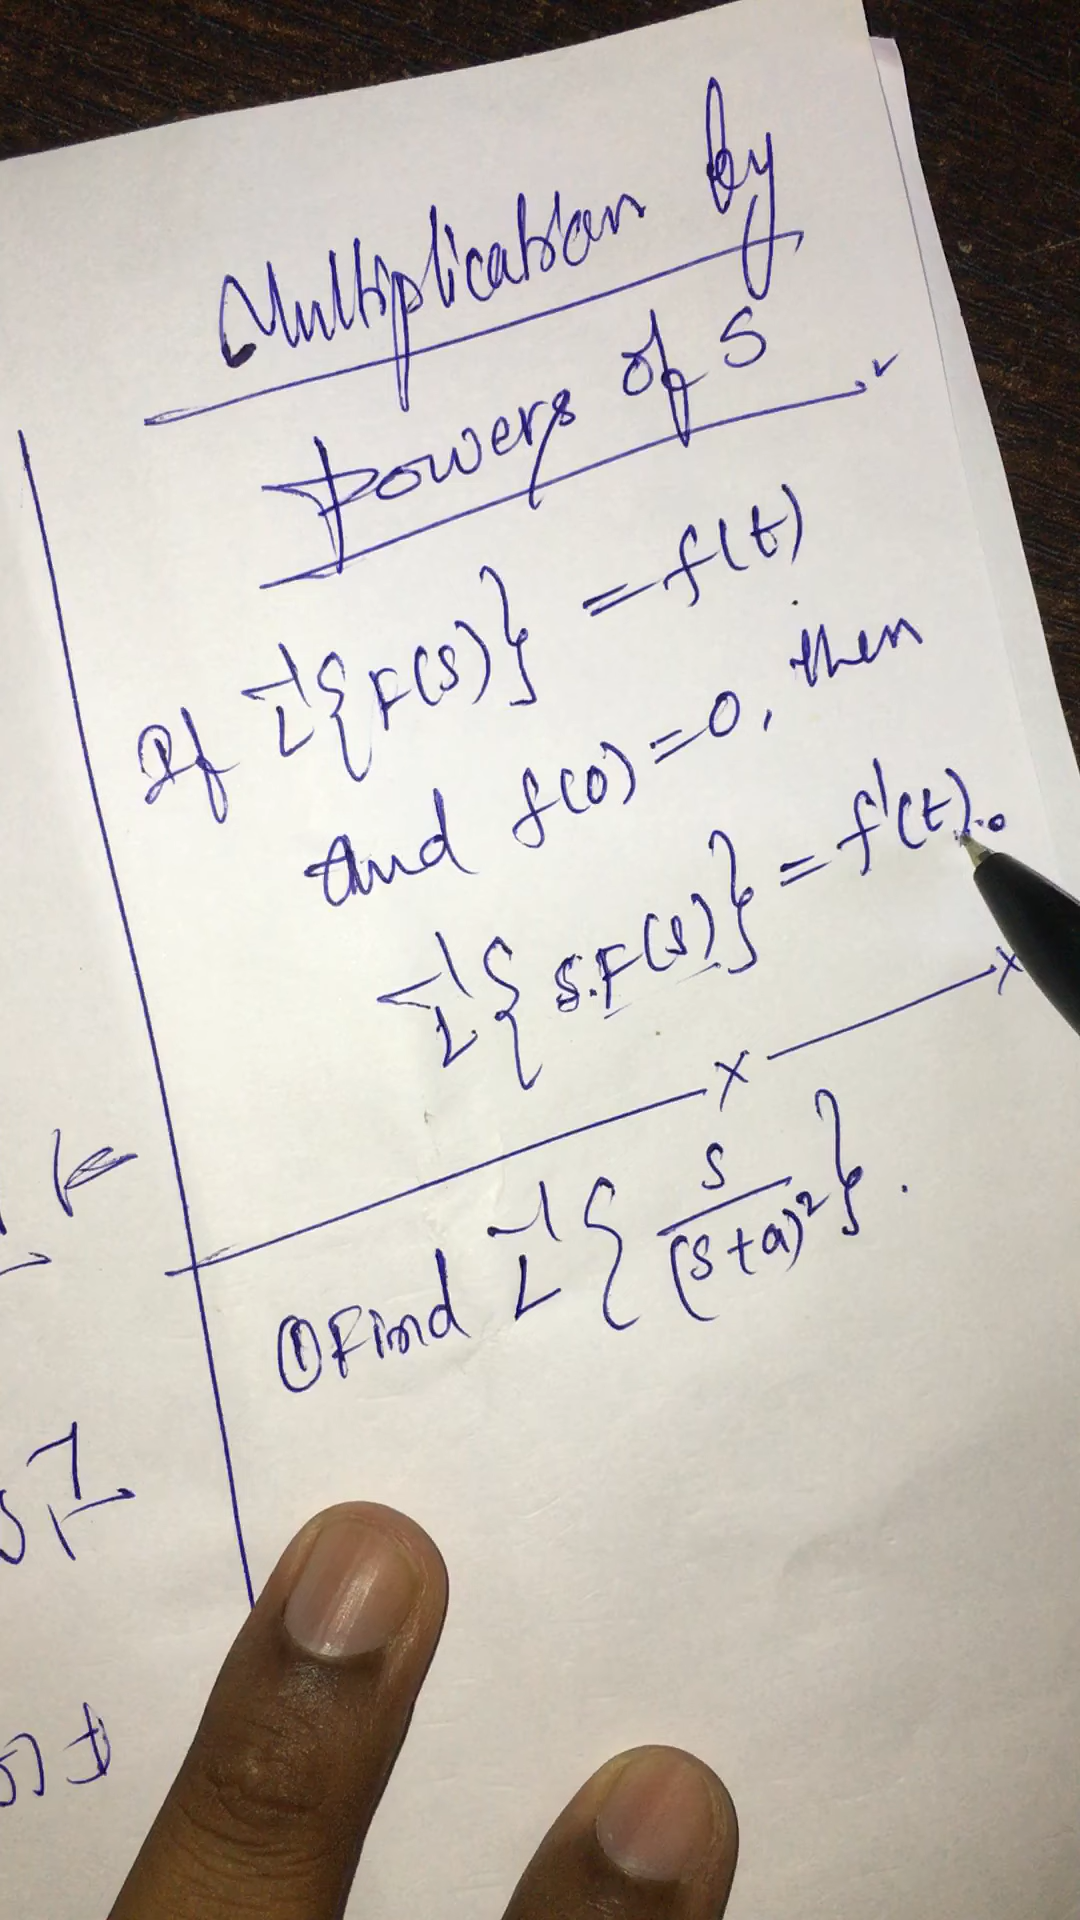 Multiplication by
Powers of S
If L⁻¹{F(S)} = f(t)
and f(0) = 0, then
L⁻¹{S.F(S)} = f'(t).
① Find L⁻¹{S/(S+a)²}.